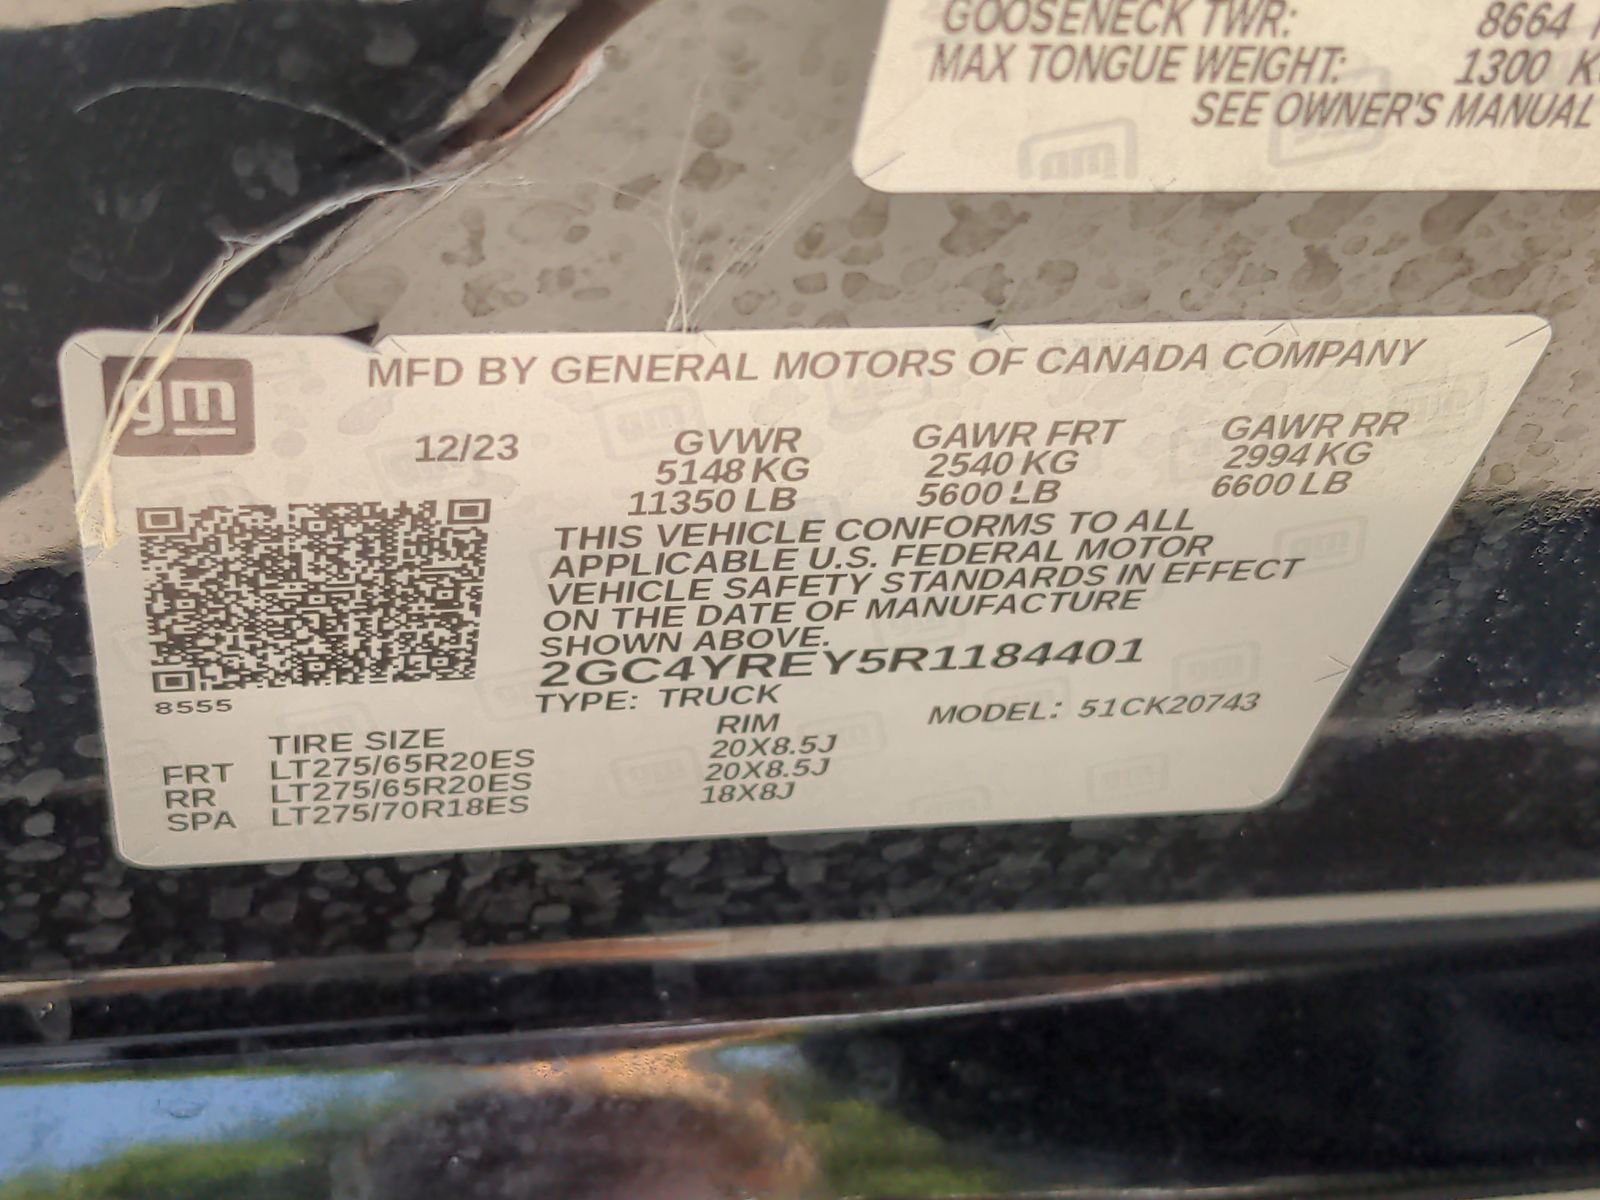 GOOSENECK TWR: 8664
MAX TONGUE WEIGHT: 1300
SEE OWNER'S MANUAL
gm
MFD BY GENERAL MOTORS OF CANADA COMPANY
12/23 GVWR GAWR FRT GAWR RR
5148 KG 2540 KG 2994 KG
11350 LB 5600 LB 6600 LB
THIS VEHICLE CONFORMS TO ALL
APPLICABLE U.S. FEDERAL MOTOR
VEHICLE SAFETY STANDARDS IN EFFECT
ON THE DATE OF MANUFACTURE
SHOWN ABOVE.
2GC4YREY5R1184401
TYPE: TRUCK MODEL: 51CK20743
8555
TIRE SIZE RIM
FRT LT275/65R20ES 20X8.5J
RR LT275/65R20ES 20X8.5J
SPA LT275/70R18ES 18X8J